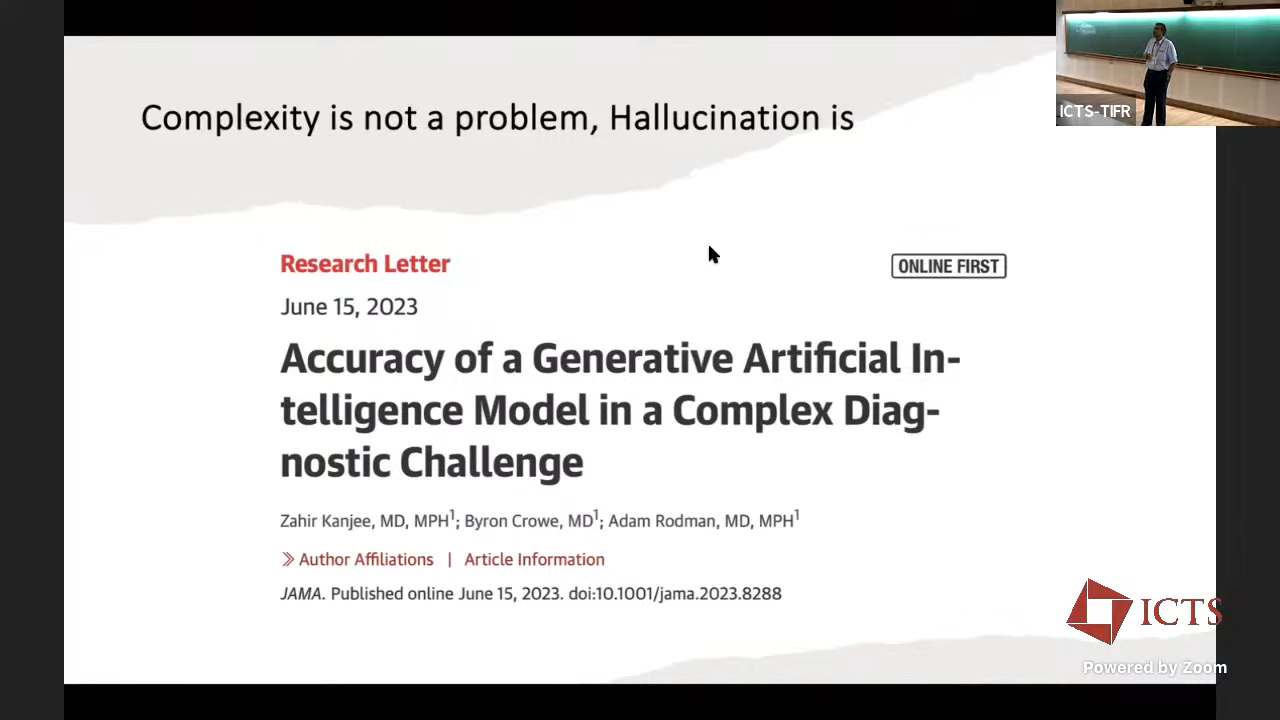 Complexity is not a problem, Hallucination is
ICTS-TIFR
Research Letter
ONLINE FIRST
June 15, 2023
Accuracy of a Generative Artificial In-
telligence Model in a Complex Diag-
nostic Challenge
Zahir Kanjee, MD, MPH1; Byron Crowe, MD1; Adam Rodman, MD, MPH1
≫ Author Affiliations | Article Information
JAMA. Published online June 15, 2023. doi:10.1001/jama.2023.8288
ICTS
Powered by Zoom